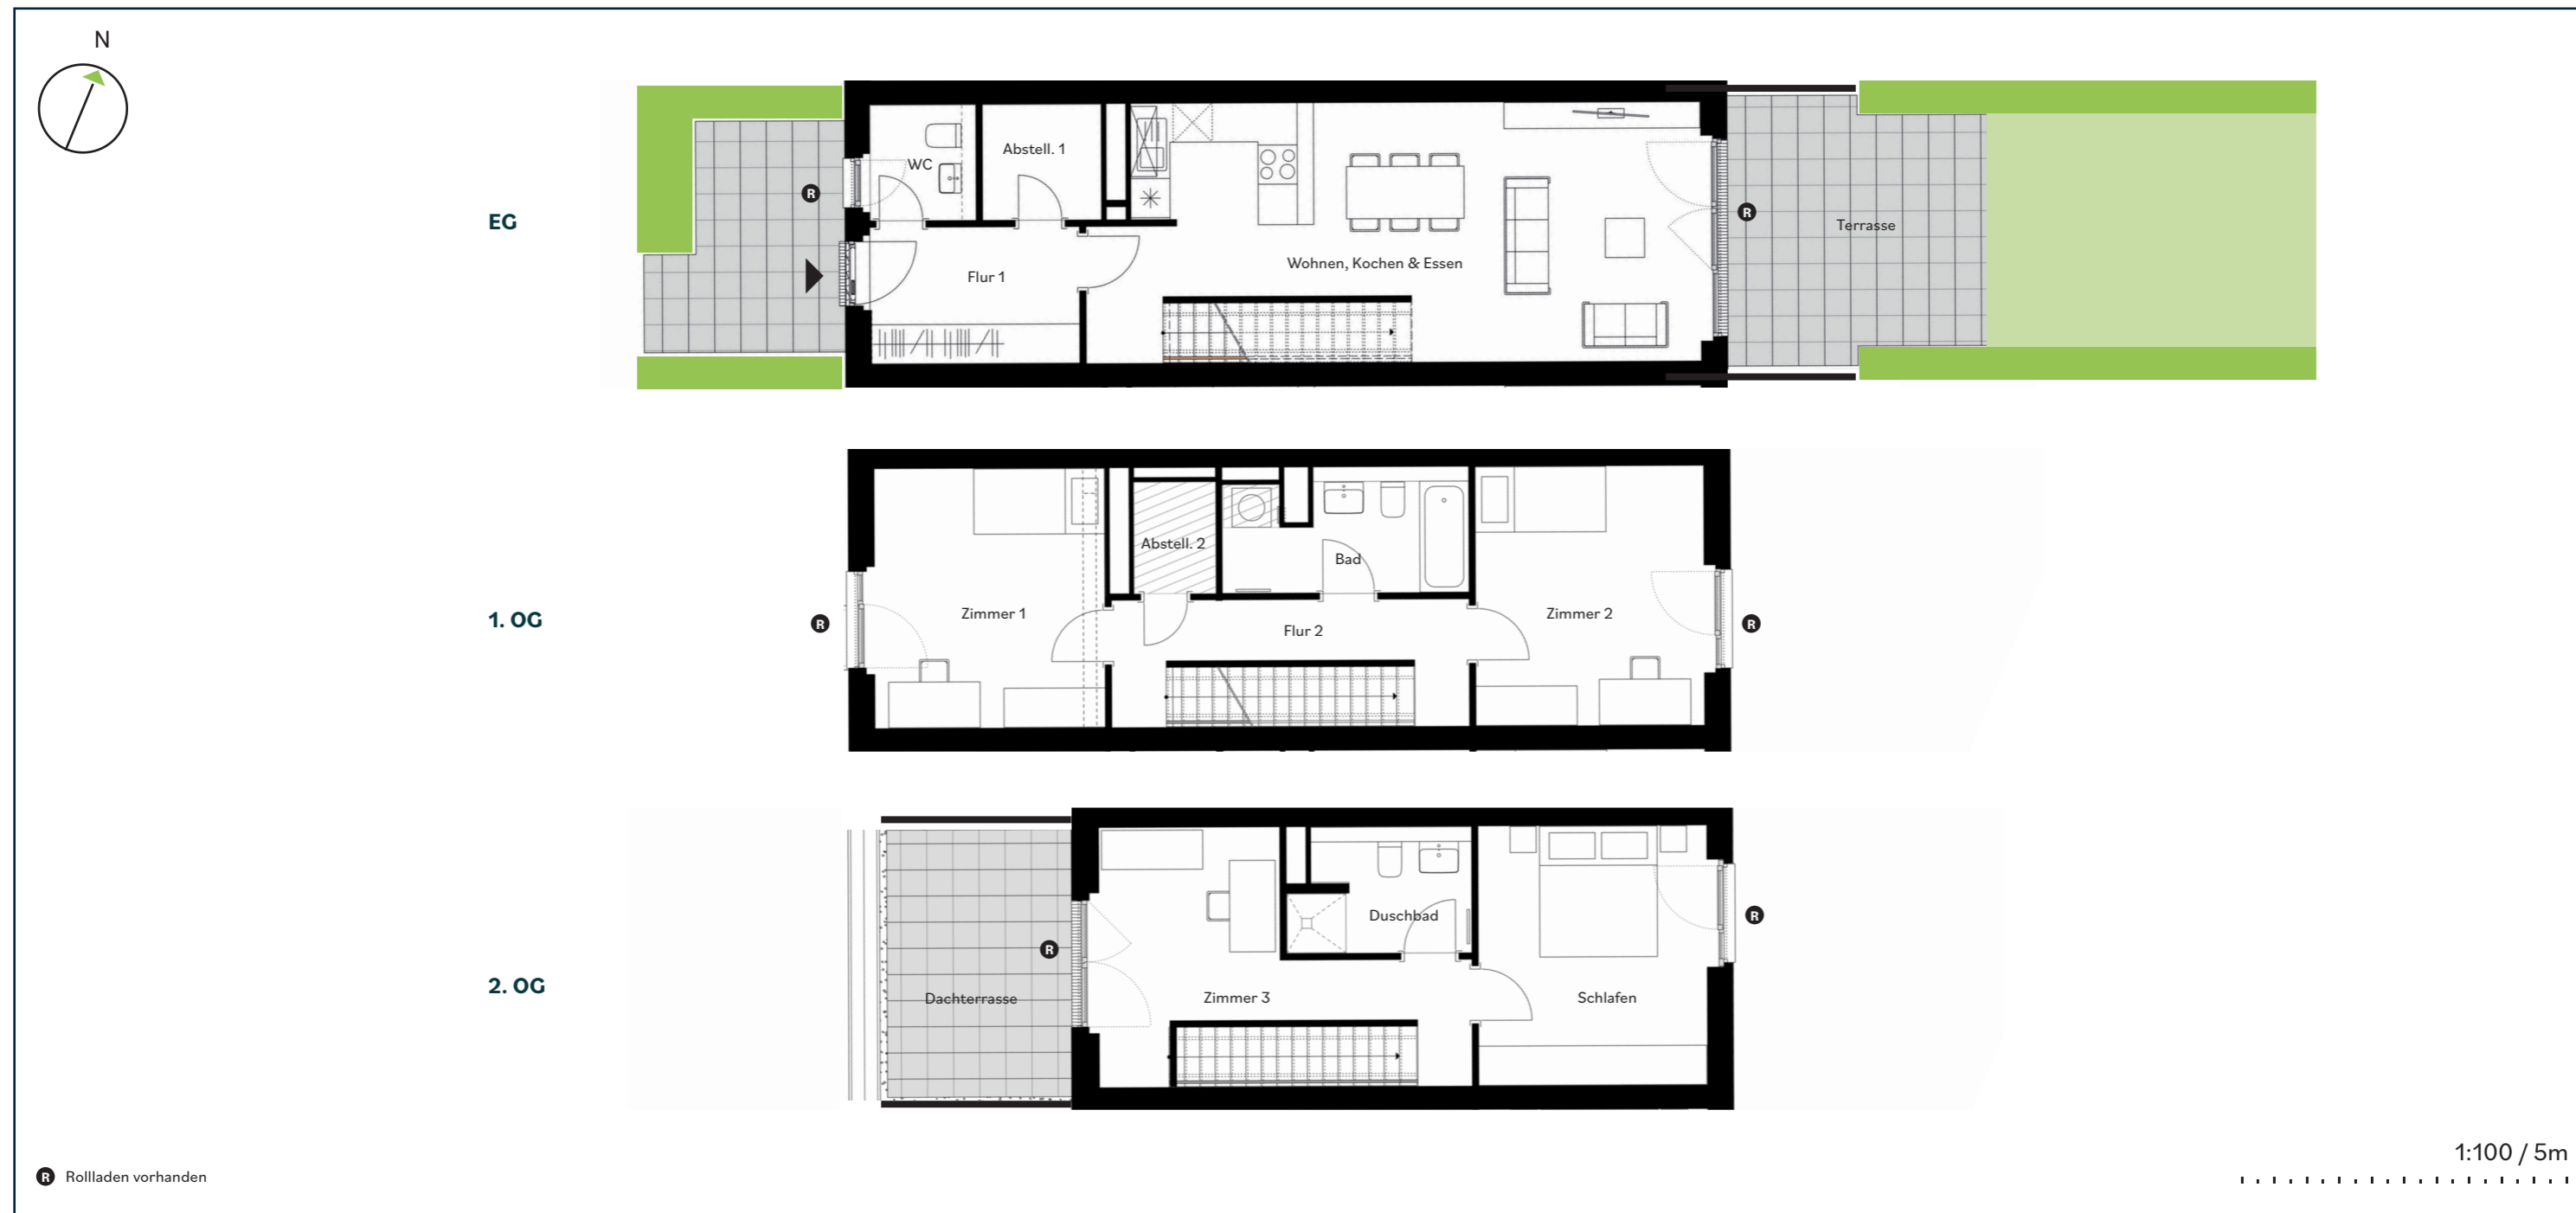 N
EG
WC
Abstell. 1
R
R
Terrasse
Wohnen, Kochen & Essen
Flur 1
1. OG
Abstell. 2
Bad
Zimmer 1
Zimmer 2
R
R
Flur 2
2. OG
Duschbad
R
R
Dachterrasse
Zimmer 3
Schlafen
1:100 / 5m
R Rollladen vorhanden